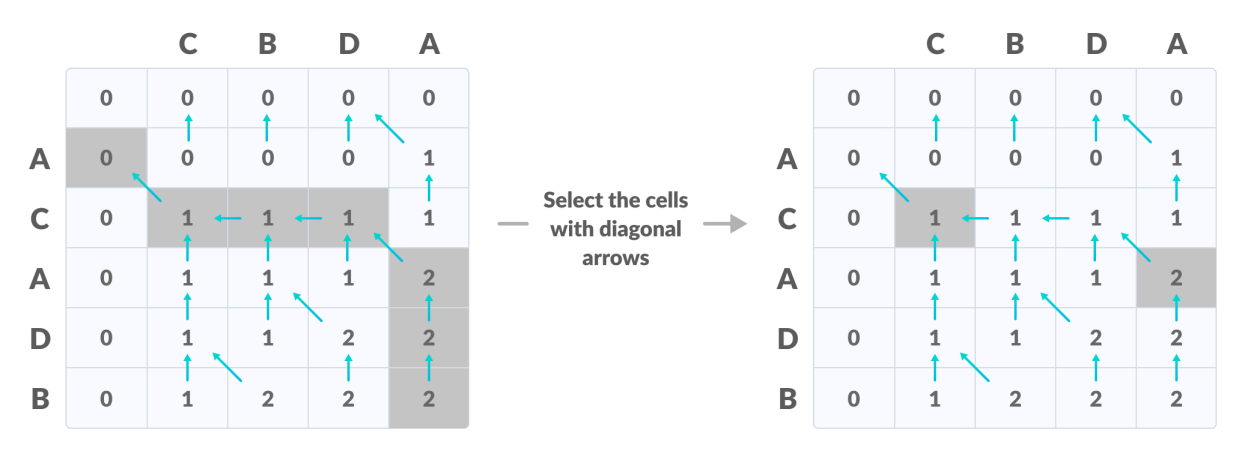 C B D A
0 0 0 0 0
A 0 0 0 0 1
C 0 1 1 1 1
A 0 1 1 1 2
D 0 1 1 2 2
B 0 1 2 2 2
Select the cells
with diagonal
arrows
C B D A
0 0 0 0 0
A 0 0 0 0 1
C 0 1 1 1 1
A 0 1 1 1 2
D 0 1 1 2 2
B 0 1 2 2 2